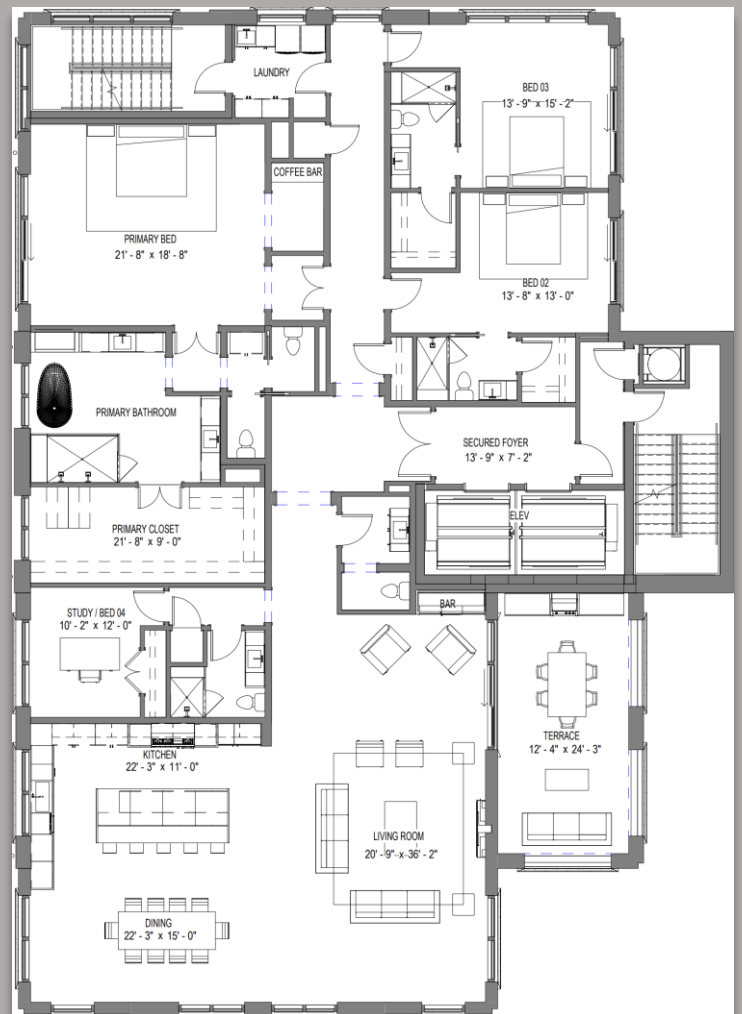 LAUNDRY
BED 03
13' - 9" x 15' - 2"
COFFEE BAR
PRIMARY BED
21' - 8" x 18' - 8"
BED 02
13' - 8" x 13' - 0"
PRIMARY BATHROOM
SECURED FOYER
13' - 9" x 7' - 2"
ELEV
PRIMARY CLOSET
21' - 8" x 9' - 0"
STUDY / BED 04
10' - 2" x 12' - 0"
BAR
TERRACE
12' - 4" x 24' - 3"
KITCHEN
22' - 3" x 11' - 0"
LIVING ROOM
20' - 9" x 36' - 2"
DINING
22' - 3" x 15' - 0"